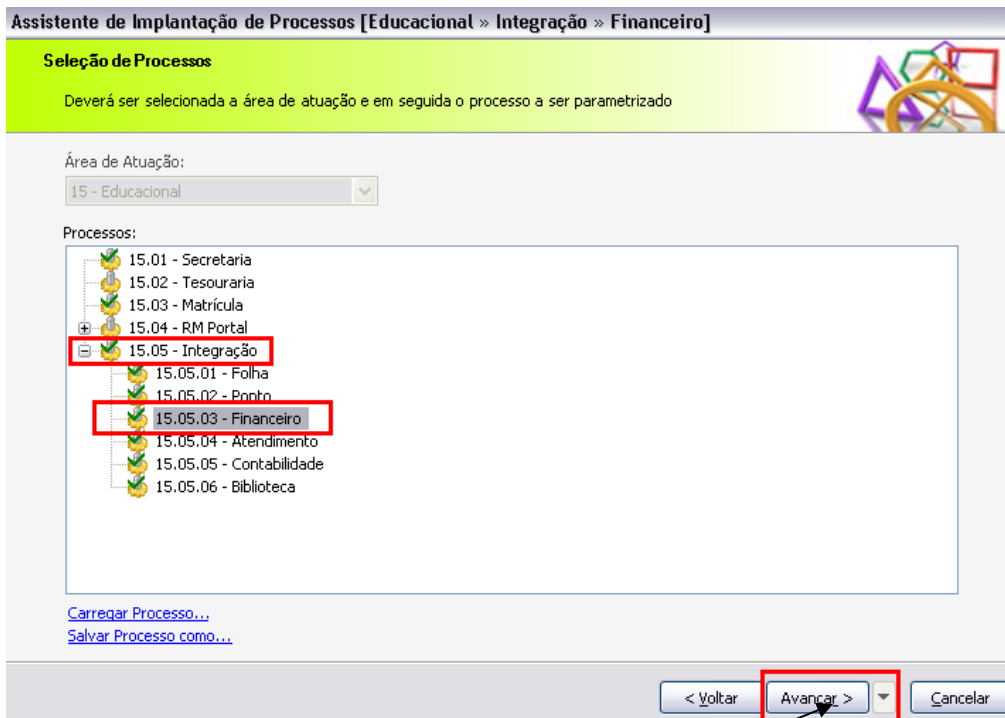 Assistente de Implantação de Processos [Educacional » Integração » Financeiro]
Seleção de Processos
Deverá ser selecionada a área de atuação e em seguida o processo a ser parametrizado
Área de Atuação:
15 - Educacional
Processos:
15.01 - Secretaria
15.02 - Tesouraria
15.03 - Matrícula
15.04 - RM Portal
15.05 - Integração
15.05.01 - Folha
15.05.02 - Ponto
15.05.03 - Financeiro
15.05.04 - Atendimento
15.05.05 - Contabilidade
15.05.06 - Biblioteca
Carregar Processo...
Salvar Processo como...
< Voltar Avançar > Cancelar